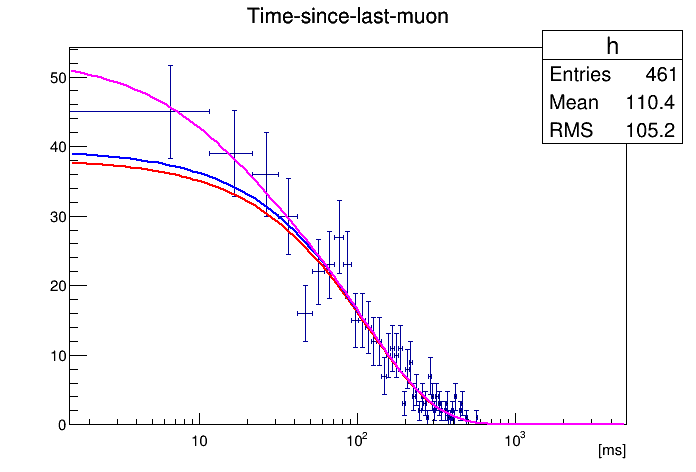 Time-since-last-muon
h
Entries 461
Mean 110.4
RMS 105.2
50
40
30
20
10
0
10 10² 10³
[ms]